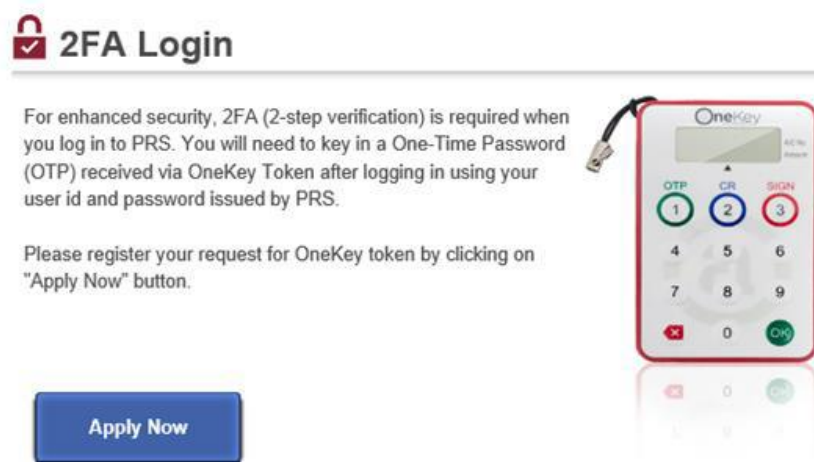 2FA Login
For enhanced security, 2FA (2-step verification) is required when
you log in to PRS. You will need to key in a One-Time Password
(OTP) received via OneKey Token after logging in using your
user id and password issued by PRS.
Please register your request for OneKey token by clicking on
"Apply Now" button.
Apply Now
OneKey
OTP CR SIGN
1 2 3
4 5 6
7 8 9
0 OK
0